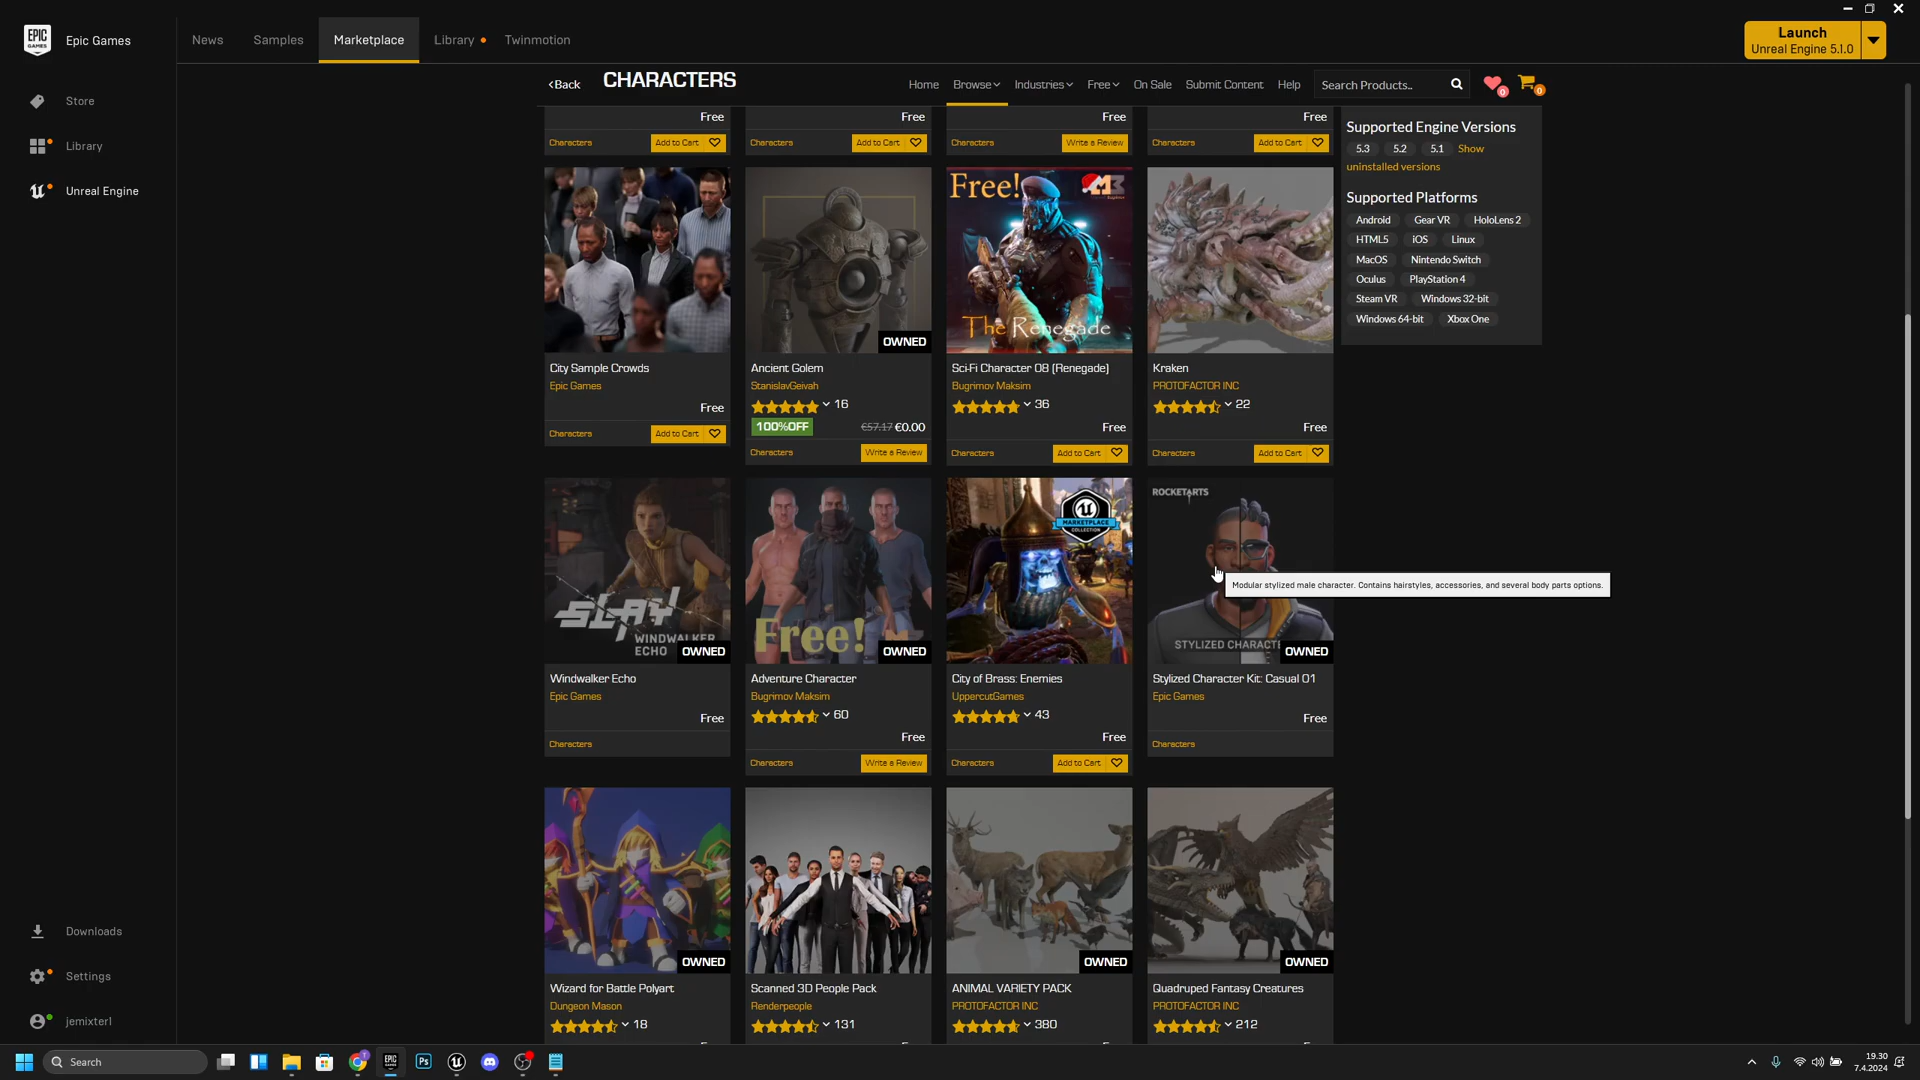 EPIC GAMES
Epic Games
News
Samples
Marketplace
Library
Twinmotion
Launch
Unreal Engine 5.1.0
Store
Library
Unreal Engine
Downloads
Settings
jemixter1
Back
CHARACTERS
Home
Browse
Industries
Free
On Sale
Submit Content
Help
Search Products..
0
0
Free
Free
Free
Free
Characters
Add to Cart
Characters
Add to Cart
Characters
Write a Review
Characters
Add to Cart
Supported Engine Versions
5.3 5.2 5.1 Show
uninstalled versions
Supported Platforms
Android Gear VR HoloLens 2
HTML5 iOS Linux
MacOS Nintendo Switch
Oculus PlayStation 4
Steam VR Windows 32-bit
Windows 64-bit Xbox One
City Sample Crowds
Epic Games
Free
Characters
Add to Cart
OWNED
Ancient Golem
StanislavGeivah
16
100%OFF €57.17 €0.00
Characters
Write a Review
Free!
The Renegade
Sci-Fi Character 08 (Renegade)
Bugrimov Maksim
36
Free
Characters
Add to Cart
Kraken
PROTOFACTOR INC
22
Free
Characters
Add to Cart
SLAY
WINDWALKER
ECHO
OWNED
Windwalker Echo
Epic Games
Free
Characters
Free!
OWNED
Adventure Character
Bugrimov Maksim
60
Free
Characters
Write a Review
MARKETPLACE
COLLECTION
City of Brass: Enemies
UppercutGames
43
Free
Characters
Add to Cart
ROCKETARTS
STYLIZED CHARACTE
OWNED
Modular stylized male character. Contains hairstyles, accessories, and several body parts options.
Stylized Character Kit: Casual 01
Epic Games
Free
Characters
OWNED
Wizard for Battle Polyart
Dungeon Mason
18
Scanned 3D People Pack
Renderpeople
131
OWNED
ANIMAL VARIETY PACK
PROTOFACTOR INC
380
OWNED
Quadruped Fantasy Creatures
PROTOFACTOR INC
212
Search
Ps
19.30
7.4.2024